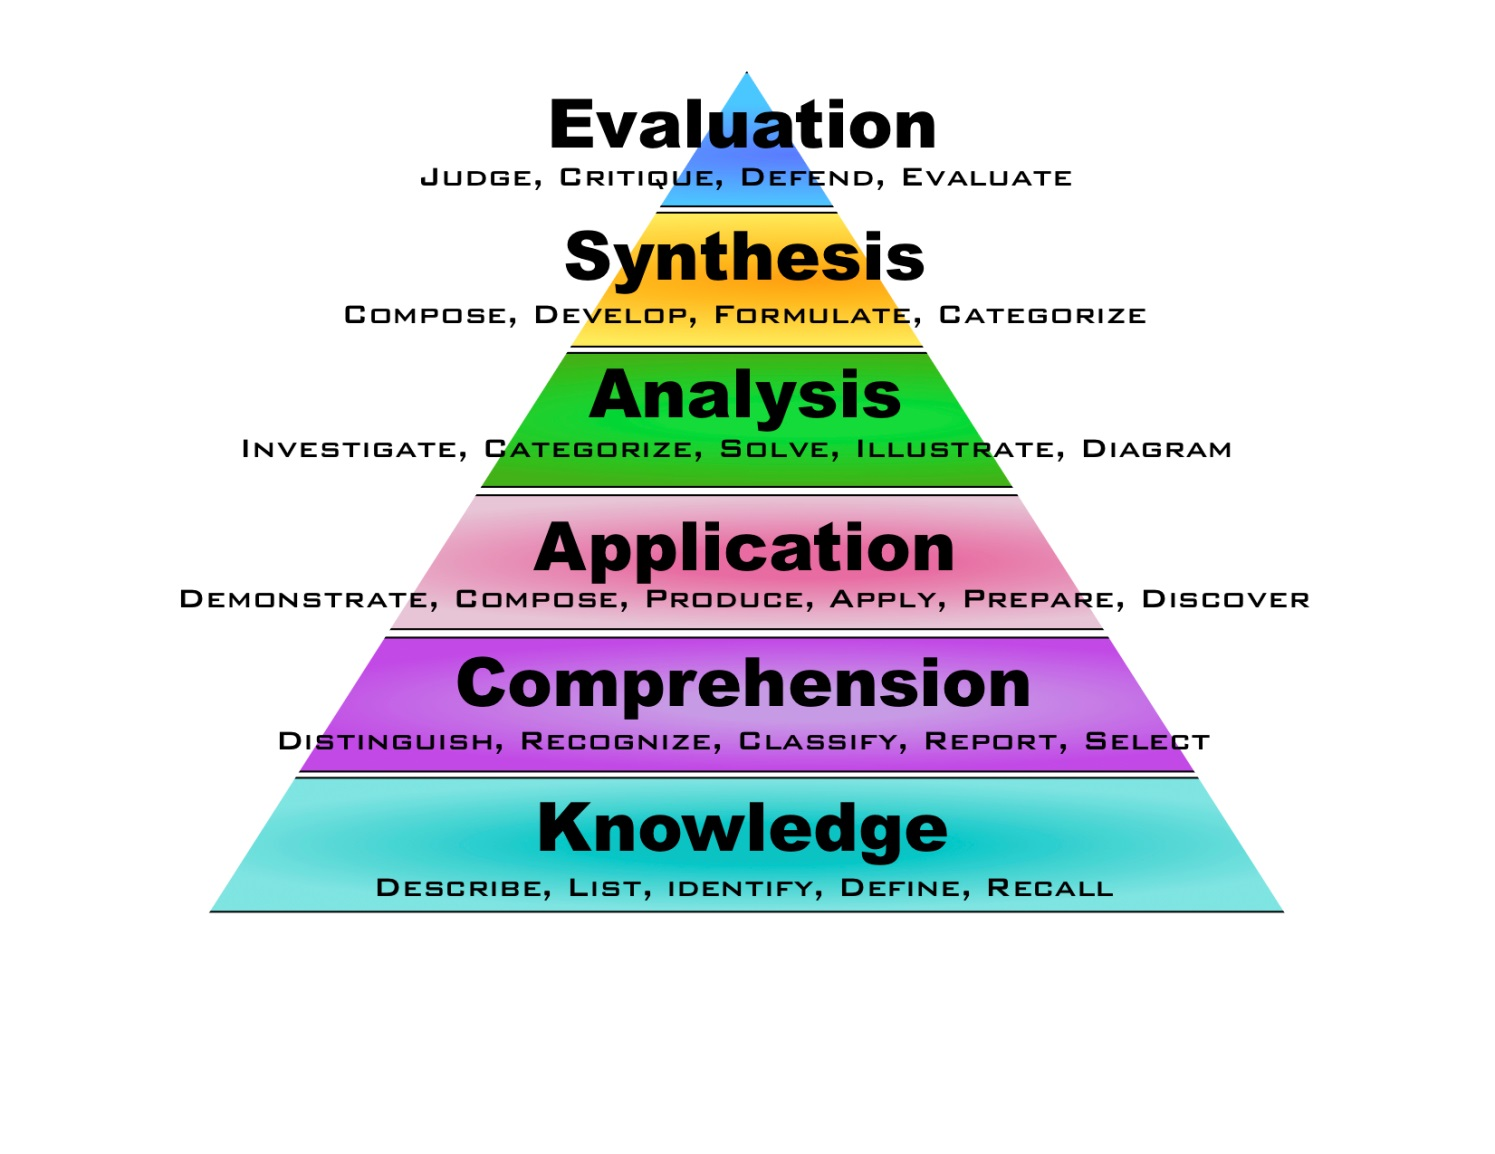 Evaluation
Judge, Critique, Defend, Evaluate
Synthesis
Compose, Develop, Formulate, Categorize
Analysis
Investigate, Categorize, Solve, Illustrate, Diagram
Application
Demonstrate, Compose, Produce, Apply, Prepare, Discover
Comprehension
Distinguish, Recognize, Classify, Report, Select
Knowledge
Describe, List, identify, Define, Recall